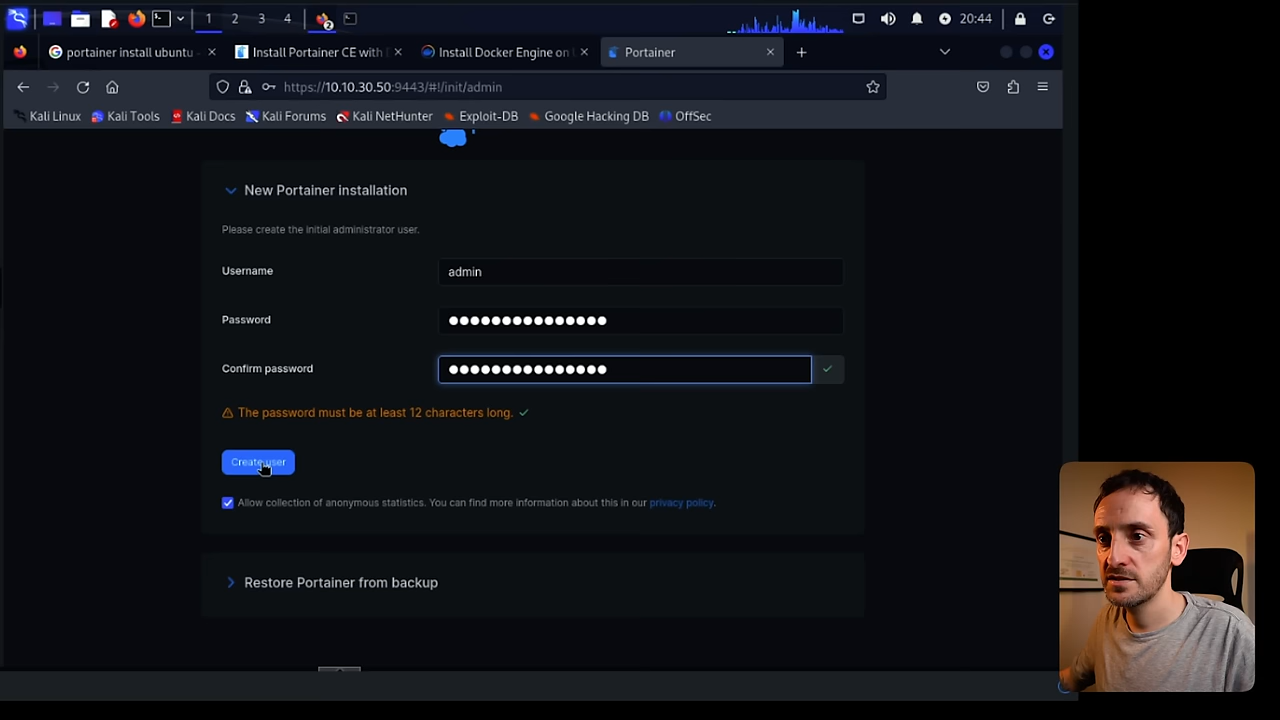 1 2 3 4 2 20:44
portainer install ubuntu - Install Portainer CE with Install Docker Engine on Portainer
https://10.10.30.50:9443/#!/init/admin
Kali Linux Kali Tools Kali Docs Kali Forums Kali NetHunter Exploit-DB Google Hacking DB OffSec
New Portainer installation
Please create the initial administrator user.
Username admin
Password
Confirm password
The password must be at least 12 characters long.
Create user
Allow collection of anonymous statistics. You can find more information about this in our privacy policy.
Restore Portainer from backup